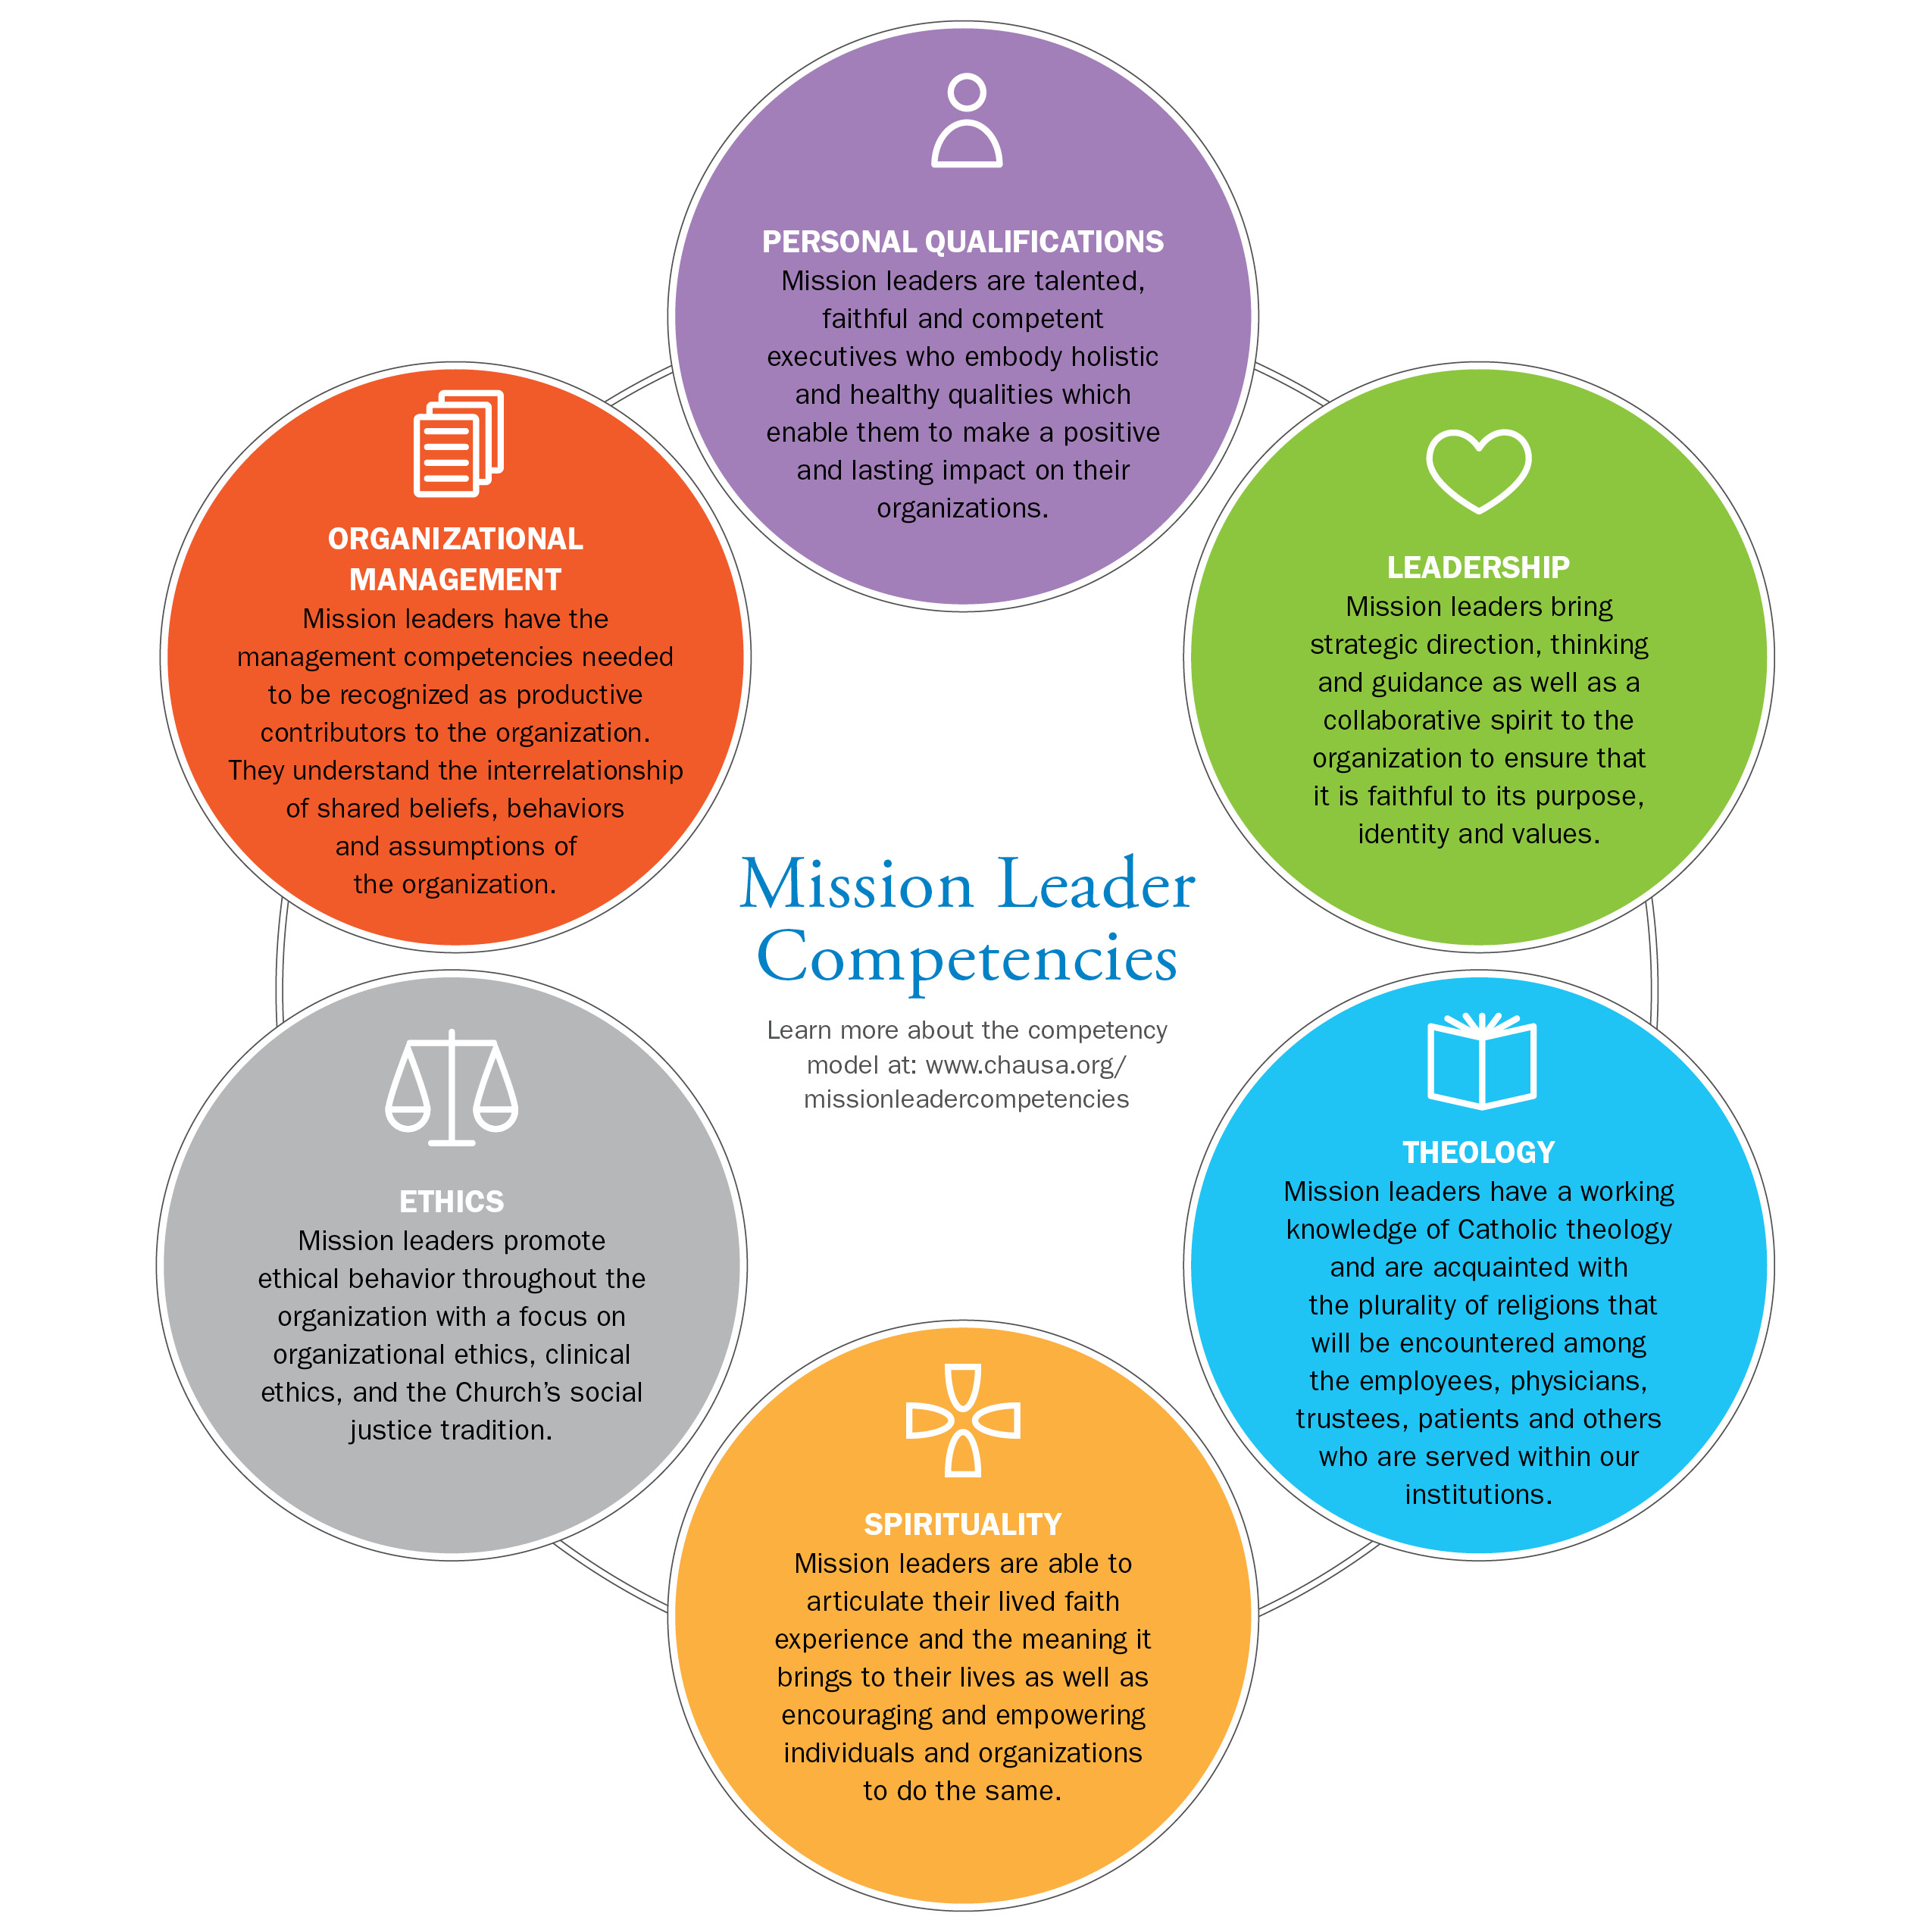 PERSONAL QUALIFICATIONS
Mission leaders are talented,
faithful and competent
executives who embody holistic
and healthy qualities which
enable them to make a positive
and lasting impact on their
organizations.
LEADERSHIP
Mission leaders bring
strategic direction, thinking
and guidance as well as a
collaborative spirit to the
organization to ensure that
it is faithful to its purpose,
identity and values.
THEOLOGY
Mission leaders have a working
knowledge of Catholic theology
and are acquainted with
the plurality of religions that
will be encountered among
the employees, physicians,
trustees, patients and others
who are served within our
institutions.
SPIRITUALITY
Mission leaders are able to
articulate their lived faith
experience and the meaning it
brings to their lives as well as
encouraging and empowering
individuals and organizations
to do the same.
ETHICS
Mission leaders promote
ethical behavior throughout the
organization with a focus on
organizational ethics, clinical
ethics, and the Church’s social
justice tradition.
ORGANIZATIONAL
MANAGEMENT
Mission leaders have the
management competencies needed
to be recognized as productive
contributors to the organization.
They understand the interrelationship
of shared beliefs, behaviors
and assumptions of
the organization.
Mission Leader
Competencies
Learn more about the competency
model at: www.chausa.org/
missionleadercompetencies